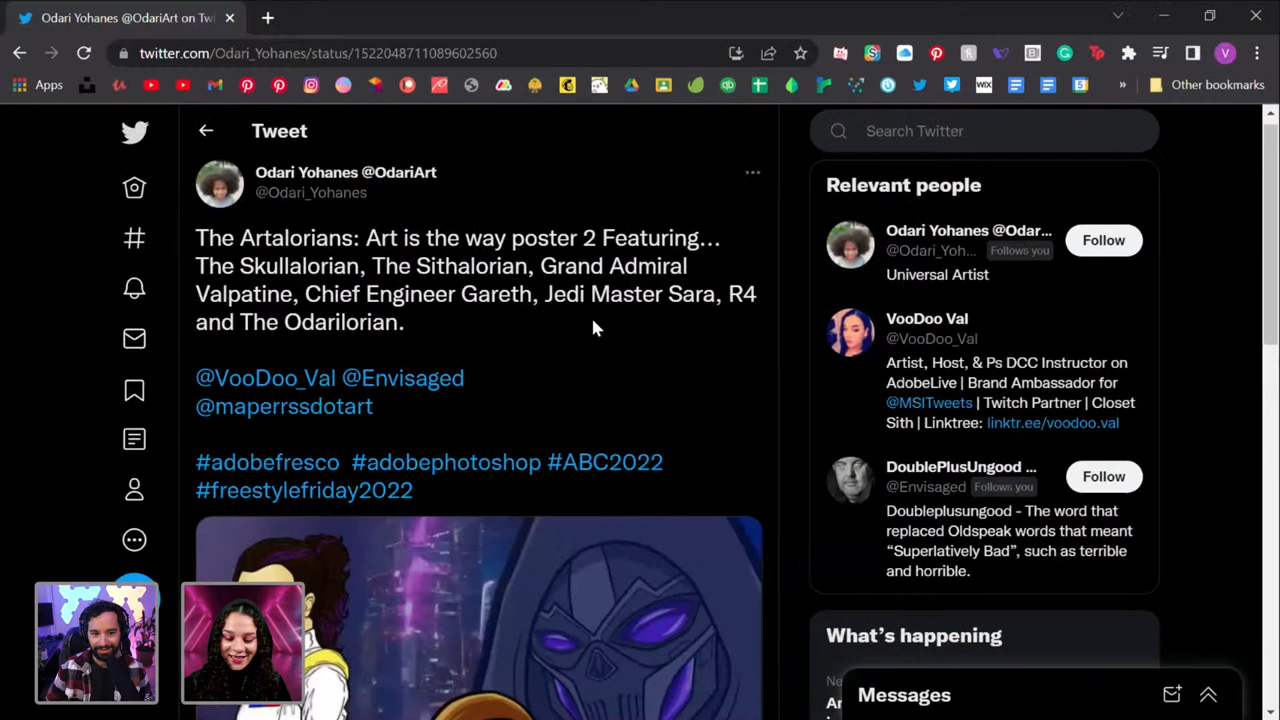 Odari Yohanes @OdariArt on Twi
twitter.com/Odari_Yohanes/status/1522048711089602560
V
Apps
WIX
5
»
Other bookmarks
Tweet
Odari Yohanes @OdariArt
@Odari_Yohanes
The Artalorians: Art is the way poster 2 Featuring...
The Skullalorian, The Sithalorian, Grand Admiral
Valpatine, Chief Engineer Gareth, Jedi Master Sara, R4
and The Odarilorian.
@VooDoo_Val @Envisaged
@maperrssdotart
#adobefresco #adobephotoshop #ABC2022
#freestylefriday2022
Search Twitter
Relevant people
Odari Yohanes @Odar...
@Odari_Yoh... Follows you
Follow
Universal Artist
VooDoo Val
@VooDoo_Val
Artist, Host, & Ps DCC Instructor on
AdobeLive | Brand Ambassador for
@MSITweets | Twitch Partner | Closet
Sith | Linktree: linktr.ee/voodoo.val
DoublePlusUngood ...
@Envisaged Follows you
Follow
Doubleplusungood - The word that
replaced Oldspeak words that meant
“Superlatively Bad”, such as terrible
and horrible.
What’s happening
Messages